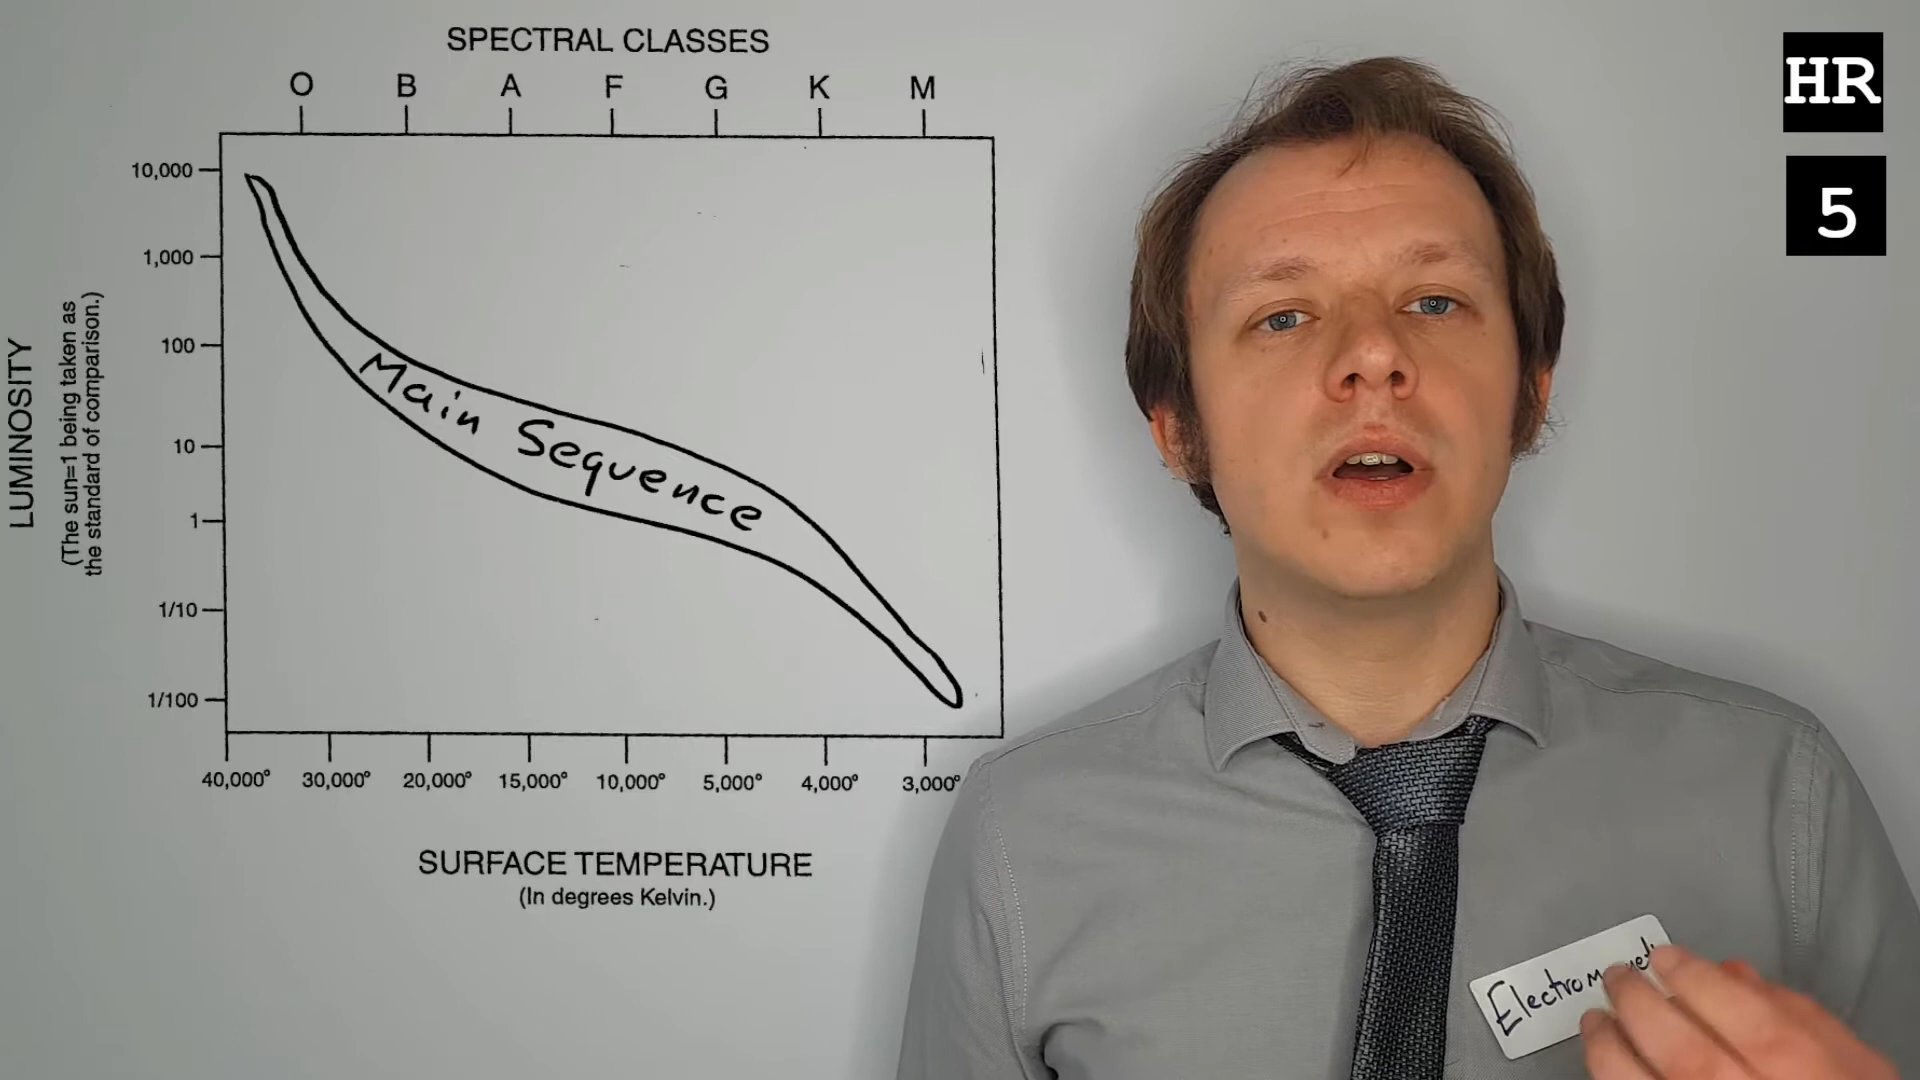 SPECTRAL CLASSES
O B A F G K M
10,000
1,000
100
10
1
1/10
1/100
LUMINOSITY
(The sun=1 being taken as
the standard of comparison.)
Main Sequence
40,000° 30,000° 20,000° 15,000° 10,000° 5,000° 4,000° 3,000°
SURFACE TEMPERATURE
(In degrees Kelvin.)
HR
5